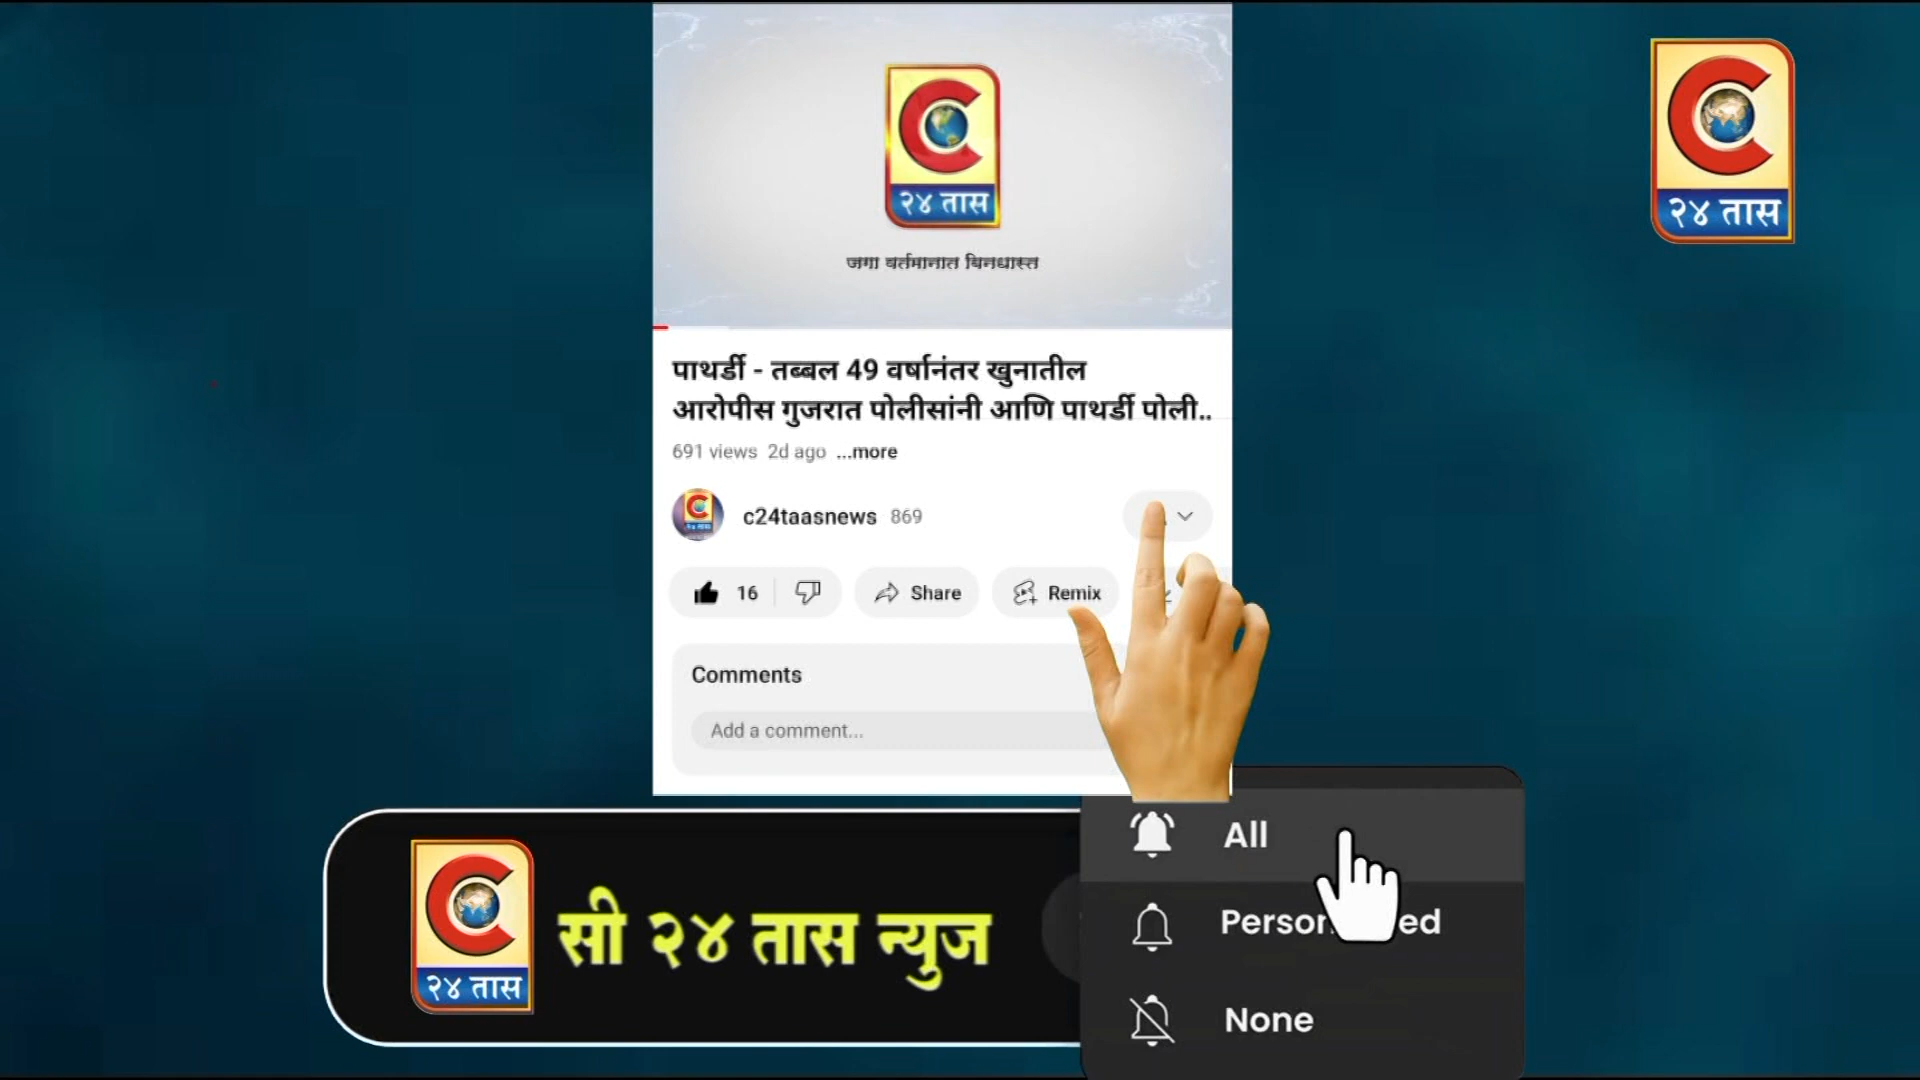 २४ तास
जगा वर्तमानात बिनधास्त
२४ तास
पाथर्डी - तब्बल 49 वर्षानंतर खुनातील
आरोपीस गुजरात पोलीसांनी आणि पाथर्डी पोली..
691 views 2d ago ...more
c24taasnews 869
16 Share Remix
Comments
Add a comment...
२४ तास
सी २४ तास न्युज
All
None